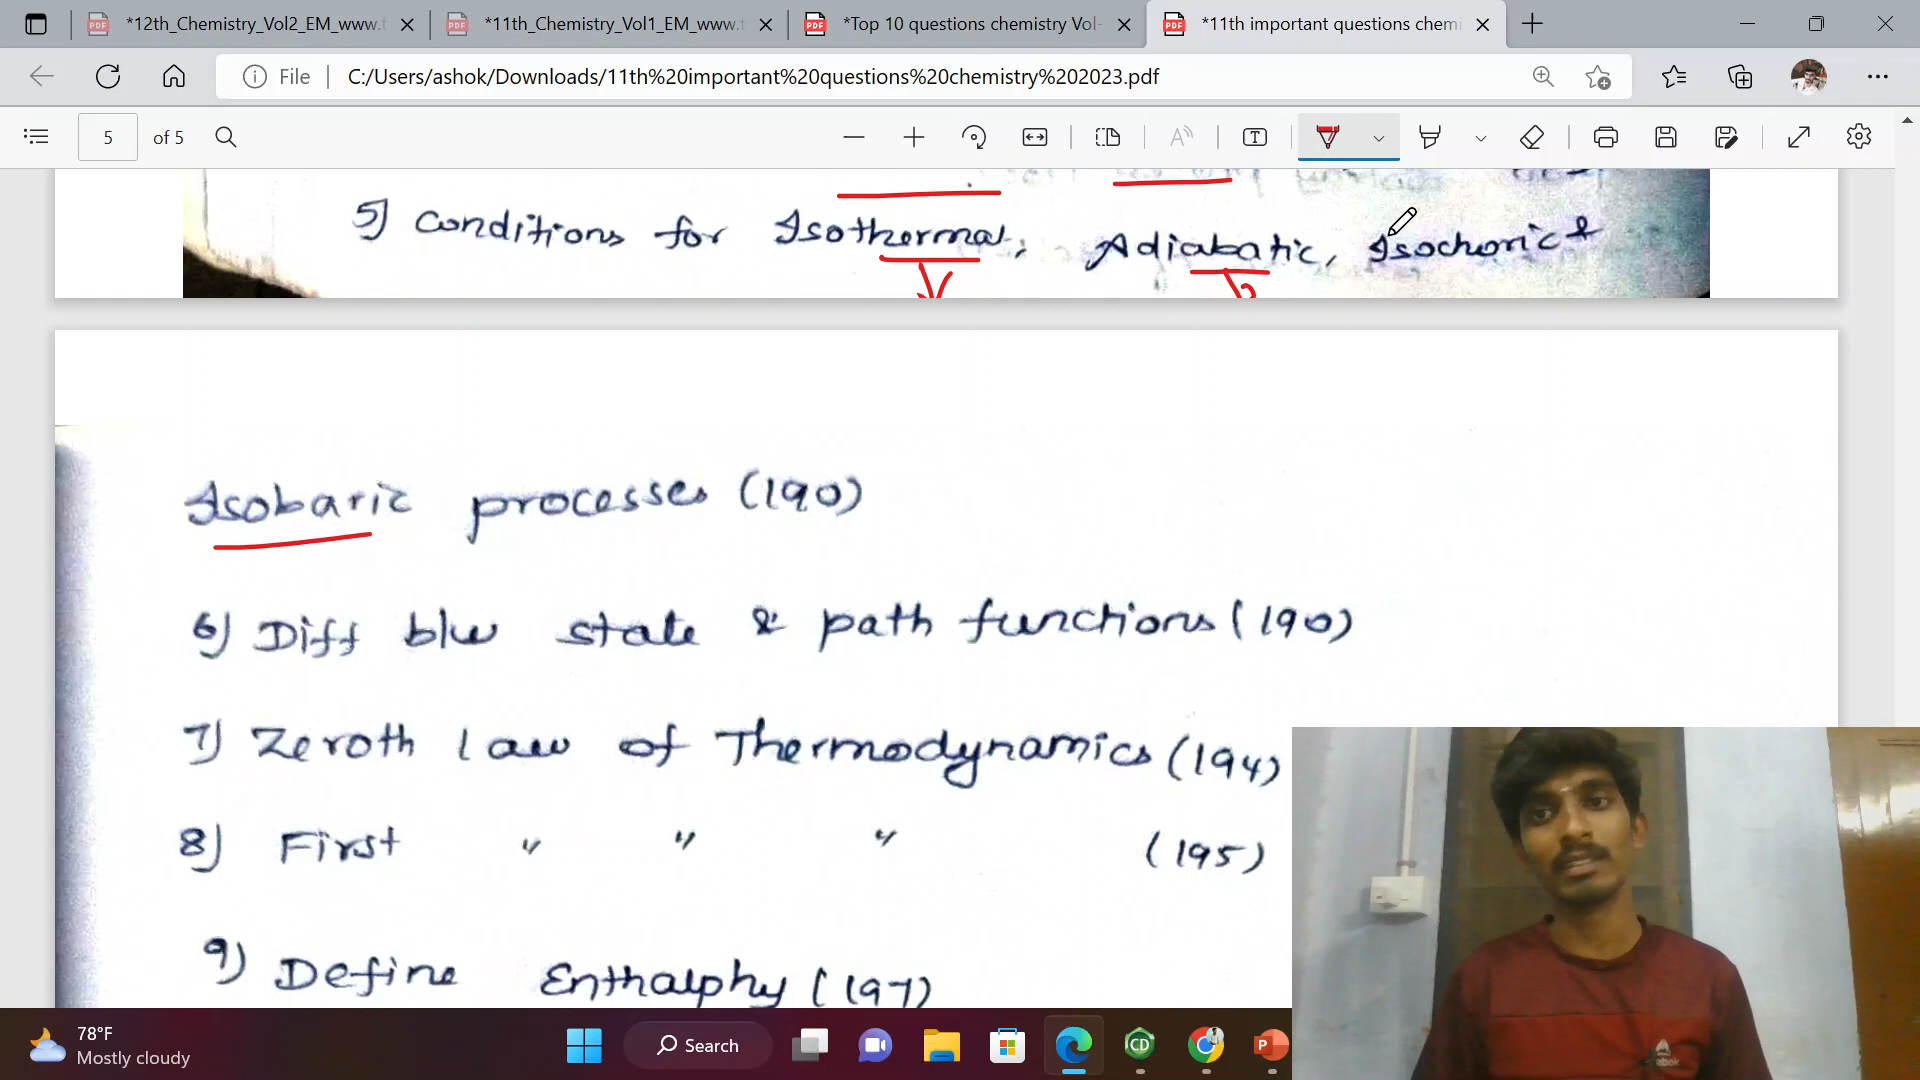 *12th_Chemistry_Vol2_EM_www.t
*11th_Chemistry_Vol1_EM_www.t
*Top 10 questions chemistry Vol-
*11th important questions chemi
File
C:/Users/ashok/Downloads/11th%20important%20questions%20chemistry%202023.pdf
5 of 5
5) Conditions for Isothermal, Adiabatic, Isochoric &
Isobaric processes (190)
6) Diff b/w state & path functions (190)
7) Zeroth law of Thermodynamics (194)
8) First " " " (195)
9) Define Enthalphy (197)
78°F
Mostly cloudy
Search